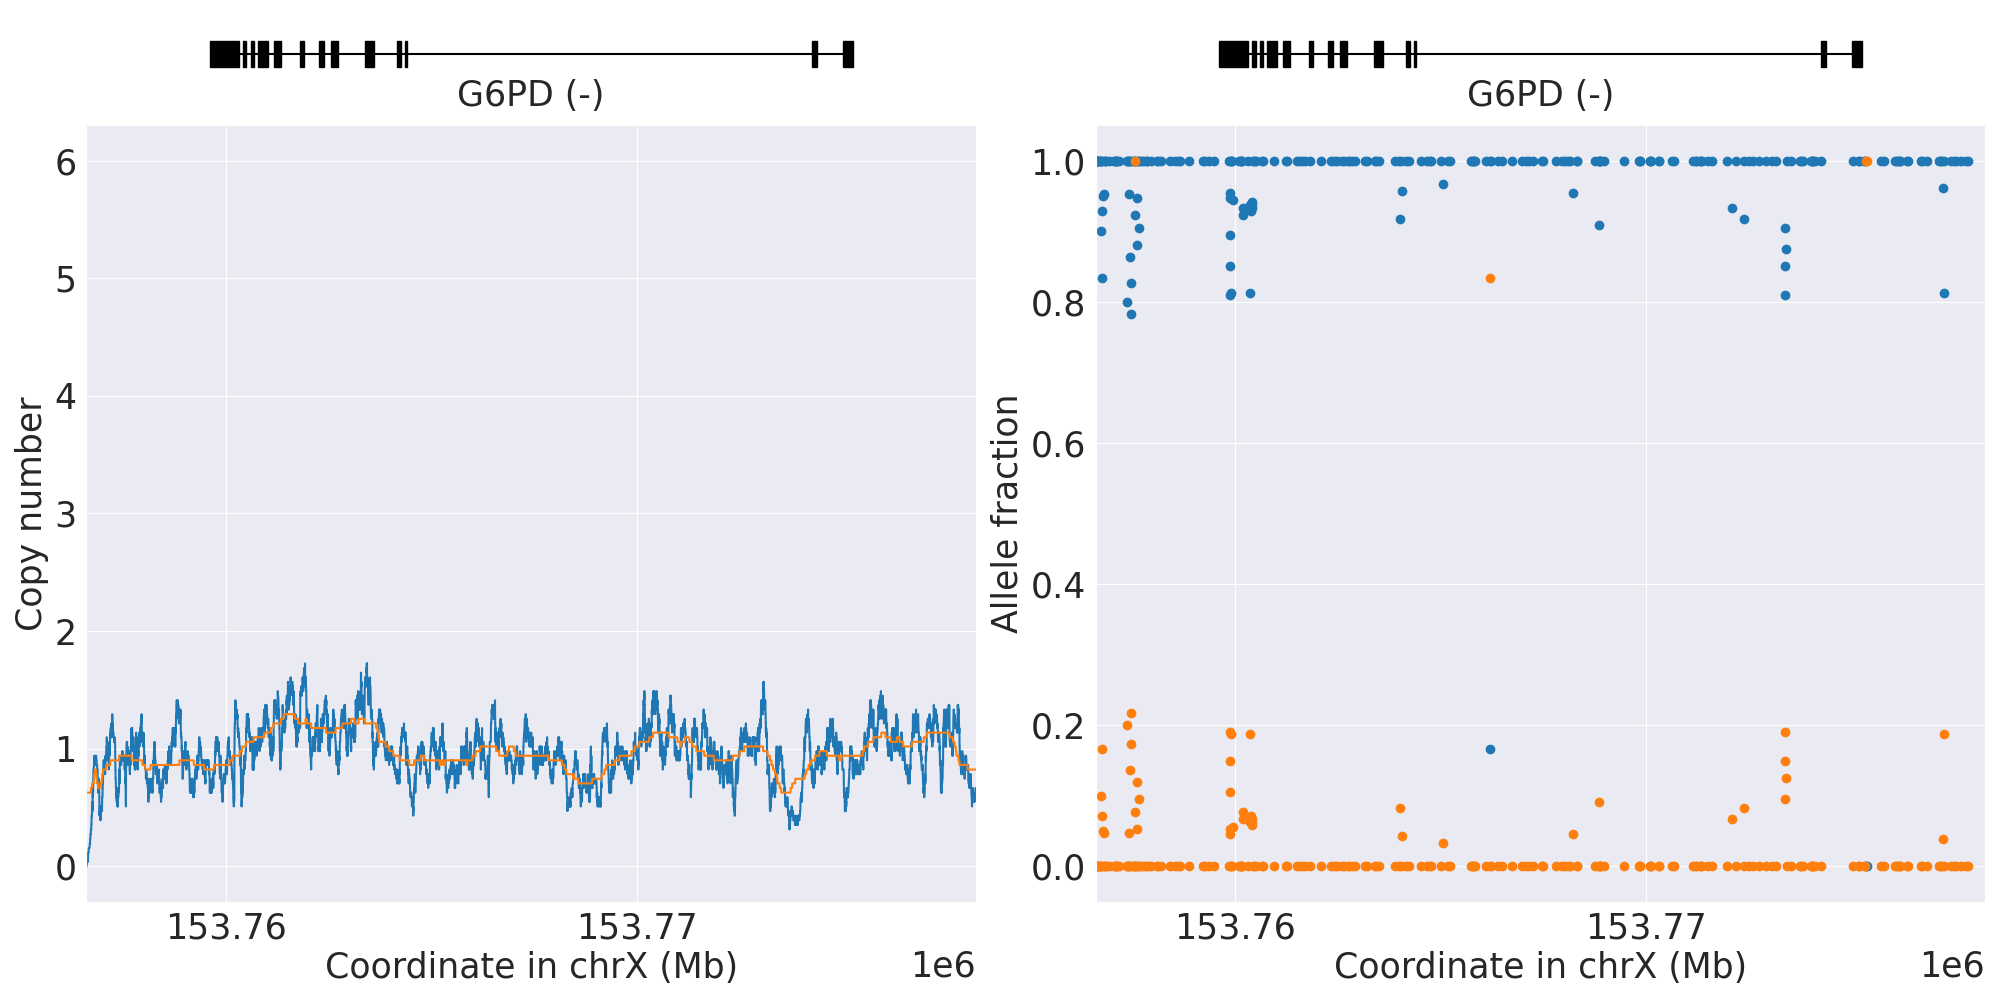 G6PD (-)
6
5
4
3
2
1
0
Copy number
153.76
153.77
Coordinate in chrX (Mb)
1e6
G6PD (-)
1.0
0.8
0.6
0.4
0.2
0.0
Allele fraction
153.76
153.77
Coordinate in chrX (Mb)
1e6